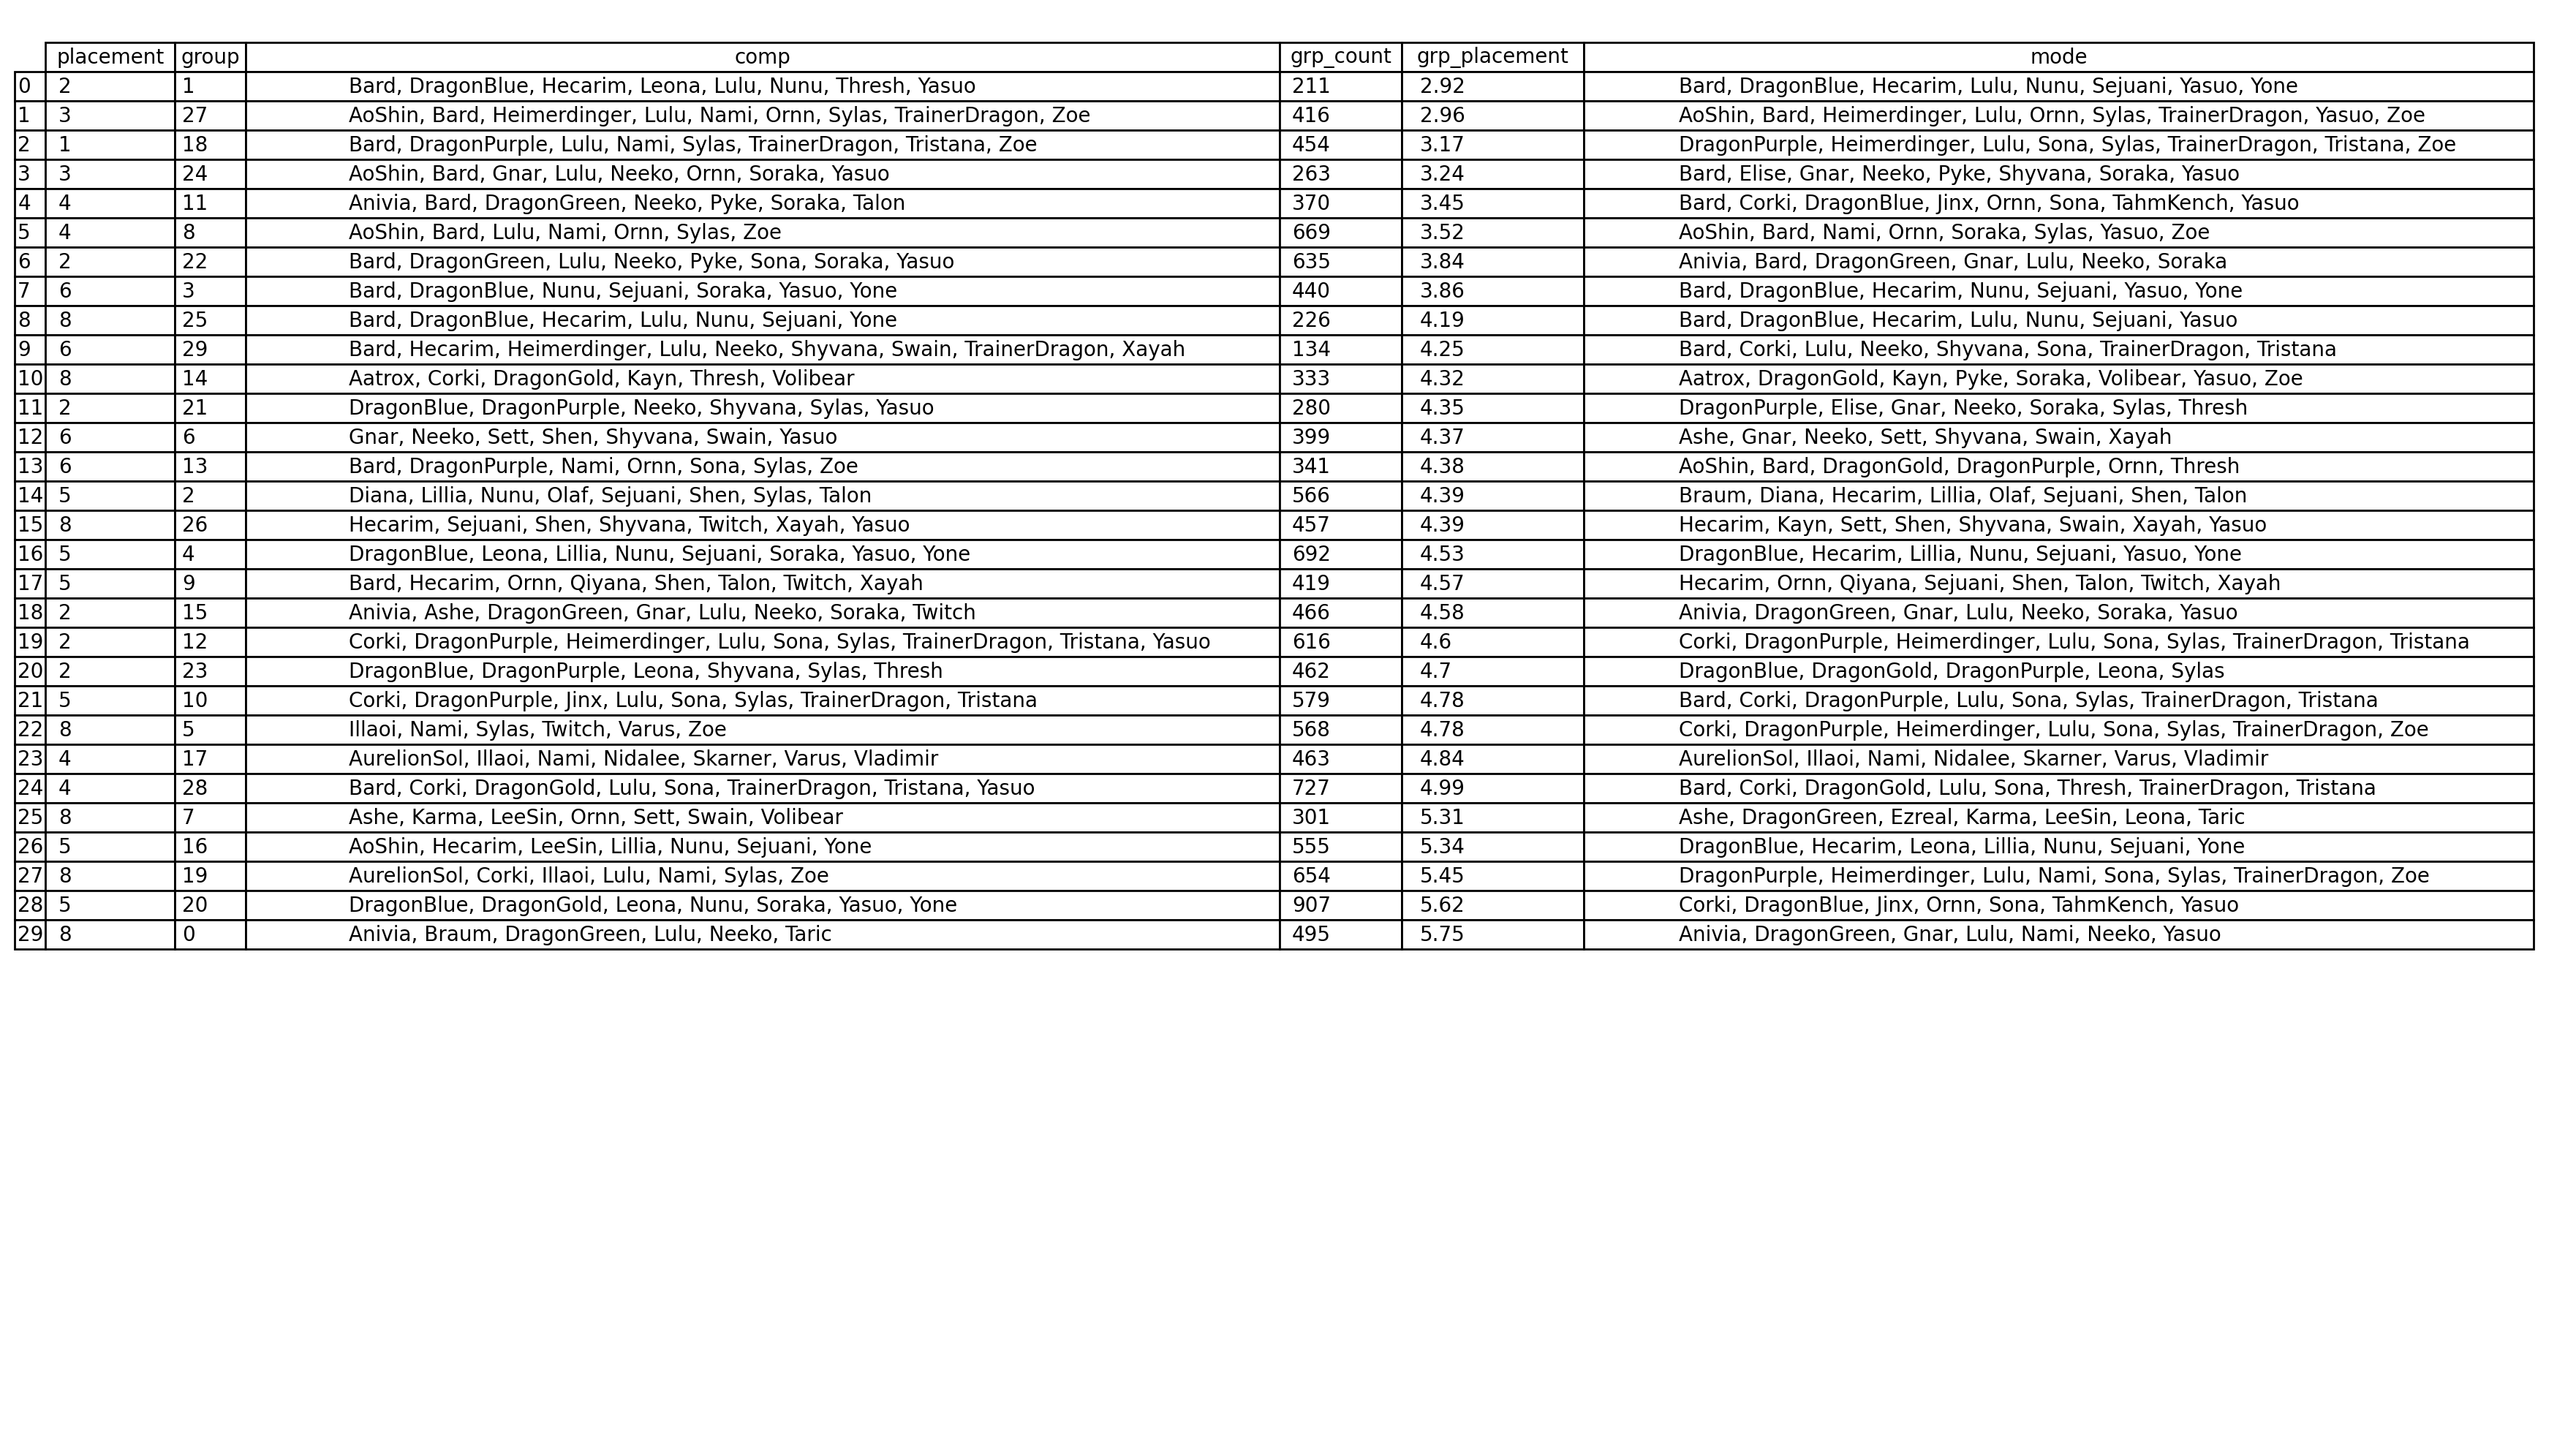 placement group comp grp_count grp_placement mode
0 2 1 Bard, DragonBlue, Hecarim, Leona, Lulu, Nunu, Thresh, Yasuo 211 2.92 Bard, DragonBlue, Hecarim, Lulu, Nunu, Sejuani, Yasuo, Yone
1 3 27 AoShin, Bard, Heimerdinger, Lulu, Nami, Ornn, Sylas, TrainerDragon, Zoe 416 2.96 AoShin, Bard, Heimerdinger, Lulu, Ornn, Sylas, TrainerDragon, Yasuo, Zoe
2 1 18 Bard, DragonPurple, Lulu, Nami, Sylas, TrainerDragon, Tristana, Zoe 454 3.17 DragonPurple, Heimerdinger, Lulu, Sona, Sylas, TrainerDragon, Tristana, Zoe
3 3 24 AoShin, Bard, Gnar, Lulu, Neeko, Ornn, Soraka, Yasuo 263 3.24 Bard, Elise, Gnar, Neeko, Pyke, Shyvana, Soraka, Yasuo
4 4 11 Anivia, Bard, DragonGreen, Neeko, Pyke, Soraka, Talon 370 3.45 Bard, Corki, DragonBlue, Jinx, Ornn, Sona, TahmKench, Yasuo
5 4 8 AoShin, Bard, Lulu, Nami, Ornn, Sylas, Zoe 669 3.52 AoShin, Bard, Nami, Ornn, Soraka, Sylas, Yasuo, Zoe
6 2 22 Bard, DragonGreen, Lulu, Neeko, Pyke, Sona, Soraka, Yasuo 635 3.84 Anivia, Bard, DragonGreen, Gnar, Lulu, Neeko, Soraka
7 6 3 Bard, DragonBlue, Nunu, Sejuani, Soraka, Yasuo, Yone 440 3.86 Bard, DragonBlue, Hecarim, Nunu, Sejuani, Yasuo, Yone
8 8 25 Bard, DragonBlue, Hecarim, Lulu, Nunu, Sejuani, Yone 226 4.19 Bard, DragonBlue, Hecarim, Lulu, Nunu, Sejuani, Yasuo
9 6 29 Bard, Hecarim, Heimerdinger, Lulu, Neeko, Shyvana, Swain, TrainerDragon, Xayah 134 4.25 Bard, Corki, Lulu, Neeko, Shyvana, Sona, TrainerDragon, Tristana
10 8 14 Aatrox, Corki, DragonGold, Kayn, Thresh, Volibear 333 4.32 Aatrox, DragonGold, Kayn, Pyke, Soraka, Volibear, Yasuo, Zoe
11 2 21 DragonBlue, DragonPurple, Neeko, Shyvana, Sylas, Yasuo 280 4.35 DragonPurple, Elise, Gnar, Neeko, Soraka, Sylas, Thresh
12 6 6 Gnar, Neeko, Sett, Shen, Shyvana, Swain, Yasuo 399 4.37 Ashe, Gnar, Neeko, Sett, Shyvana, Swain, Xayah
13 6 13 Bard, DragonPurple, Nami, Ornn, Sona, Sylas, Zoe 341 4.38 AoShin, Bard, DragonGold, DragonPurple, Ornn, Thresh
14 5 2 Diana, Lillia, Nunu, Olaf, Sejuani, Shen, Sylas, Talon 566 4.39 Braum, Diana, Hecarim, Lillia, Olaf, Sejuani, Shen, Talon
15 8 26 Hecarim, Sejuani, Shen, Shyvana, Twitch, Xayah, Yasuo 457 4.39 Hecarim, Kayn, Sett, Shen, Shyvana, Swain, Xayah, Yasuo
16 5 4 DragonBlue, Leona, Lillia, Nunu, Sejuani, Soraka, Yasuo, Yone 692 4.53 DragonBlue, Hecarim, Lillia, Nunu, Sejuani, Yasuo, Yone
17 5 9 Bard, Hecarim, Ornn, Qiyana, Shen, Talon, Twitch, Xayah 419 4.57 Hecarim, Ornn, Qiyana, Sejuani, Shen, Talon, Twitch, Xayah
18 2 15 Anivia, Ashe, DragonGreen, Gnar, Lulu, Neeko, Soraka, Twitch 466 4.58 Anivia, DragonGreen, Gnar, Lulu, Neeko, Soraka, Yasuo
19 2 12 Corki, DragonPurple, Heimerdinger, Lulu, Sona, Sylas, TrainerDragon, Tristana, Yasuo 616 4.6 Corki, DragonPurple, Heimerdinger, Lulu, Sona, Sylas, TrainerDragon, Tristana
20 2 23 DragonBlue, DragonPurple, Leona, Shyvana, Sylas, Thresh 462 4.7 DragonBlue, DragonGold, DragonPurple, Leona, Sylas
21 5 10 Corki, DragonPurple, Jinx, Lulu, Sona, Sylas, TrainerDragon, Tristana 579 4.78 Bard, Corki, DragonPurple, Lulu, Sona, Sylas, TrainerDragon, Tristana
22 8 5 Illaoi, Nami, Sylas, Twitch, Varus, Zoe 568 4.78 Corki, DragonPurple, Heimerdinger, Lulu, Sona, Sylas, TrainerDragon, Zoe
23 4 17 AurelionSol, Illaoi, Nami, Nidalee, Skarner, Varus, Vladimir 463 4.84 AurelionSol, Illaoi, Nami, Nidalee, Skarner, Varus, Vladimir
24 4 28 Bard, Corki, DragonGold, Lulu, Sona, TrainerDragon, Tristana, Yasuo 727 4.99 Bard, Corki, DragonGold, Lulu, Sona, Thresh, TrainerDragon, Tristana
25 8 7 Ashe, Karma, LeeSin, Ornn, Sett, Swain, Volibear 301 5.31 Ashe, DragonGreen, Ezreal, Karma, LeeSin, Leona, Taric
26 5 16 AoShin, Hecarim, LeeSin, Lillia, Nunu, Sejuani, Yone 555 5.34 DragonBlue, Hecarim, Leona, Lillia, Nunu, Sejuani, Yone
27 8 19 AurelionSol, Corki, Illaoi, Lulu, Nami, Sylas, Zoe 654 5.45 DragonPurple, Heimerdinger, Lulu, Nami, Sona, Sylas, TrainerDragon, Zoe
28 5 20 DragonBlue, DragonGold, Leona, Nunu, Soraka, Yasuo, Yone 907 5.62 Corki, DragonBlue, Jinx, Ornn, Sona, TahmKench, Yasuo
29 8 0 Anivia, Braum, DragonGreen, Lulu, Neeko, Taric 495 5.75 Anivia, DragonGreen, Gnar, Lulu, Nami, Neeko, Yasuo